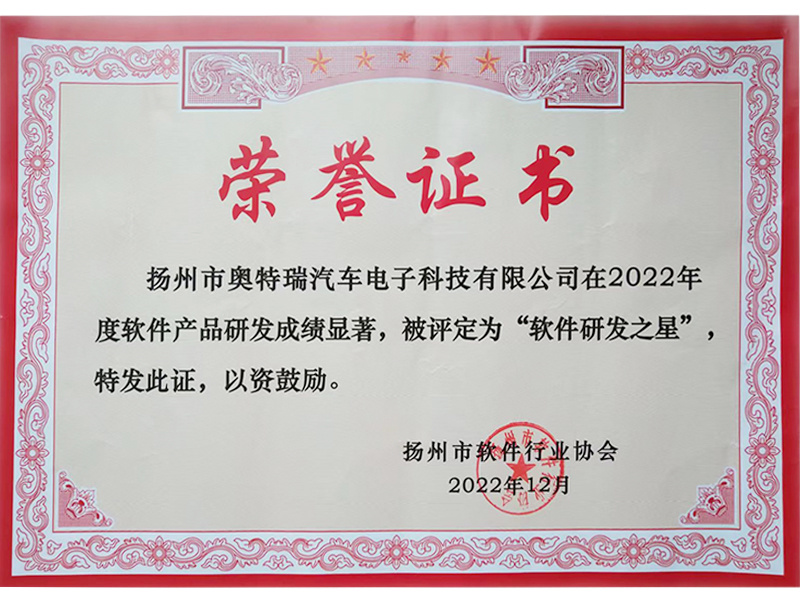 荣誉证书
扬州市奥特瑞汽车电子科技有限公司在2022年
度软件产品研发成绩显著，被评定为“软件研发之星”，
特发此证，以资鼓励。
扬州市软件行业协会
2022年12月